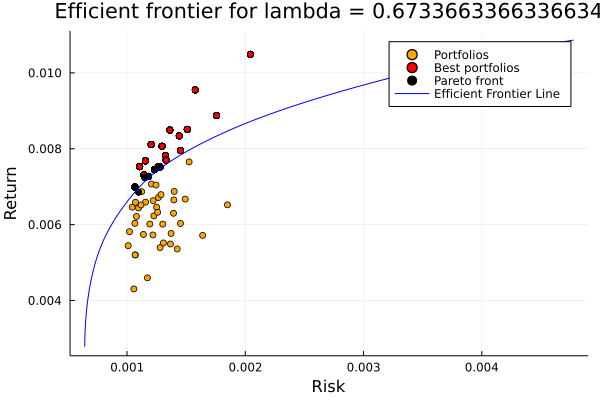 Efficient frontier for lambda = 0.6733663366336634
Portfolios
Best portfolios
Pareto front
Efficient Frontier Line
0.010
0.008
0.006
0.004
Return
0.001 0.002 0.003 0.004
Risk